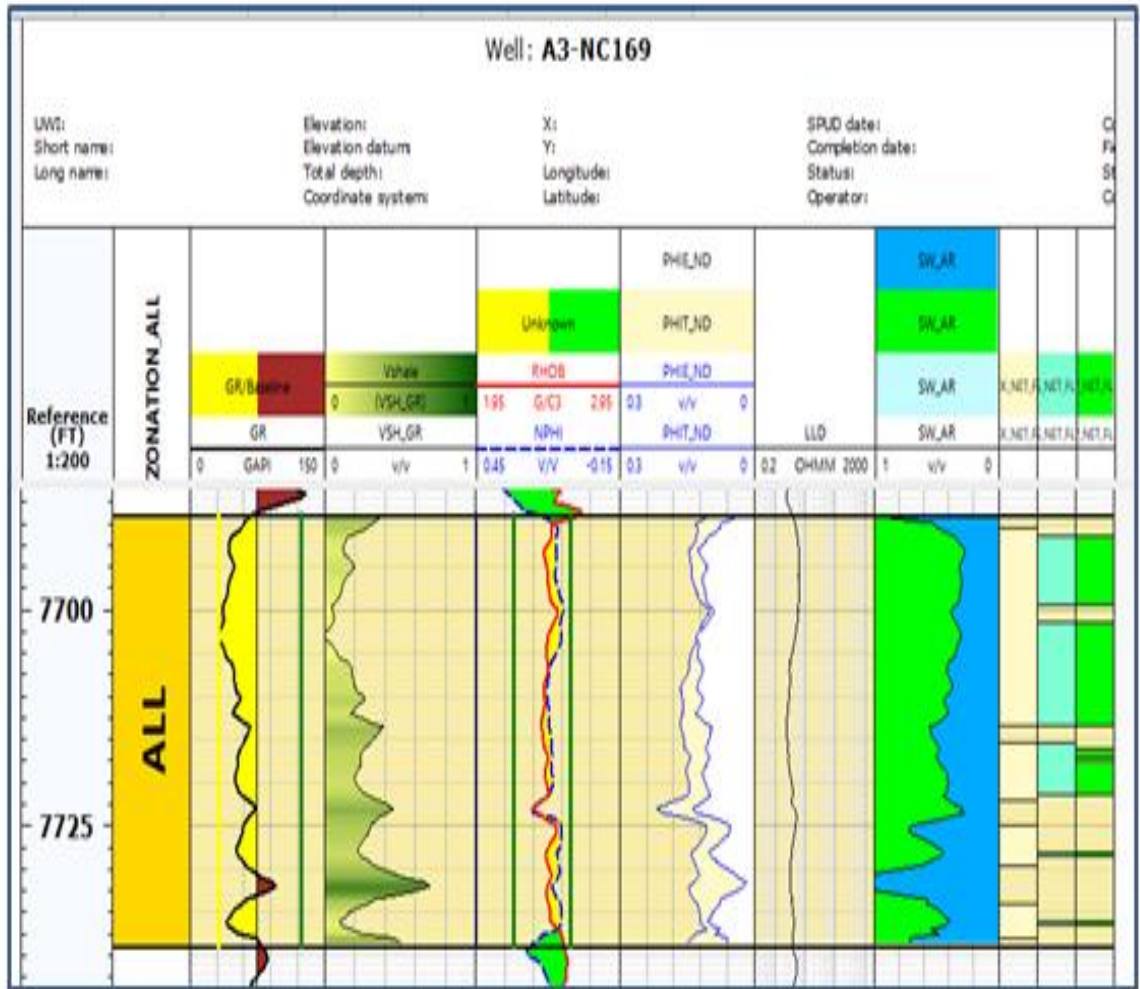 Well: A3-NC169
UWI: Elevation: X: SPUD date:
Short name: Elevation datum Y: Completion date:
Long name: Total depth: Longitude: Status:
Coordinate system: Latitude: Operator:
Reference
(FT)
1:200
ZONATION_ALL
GR/Baseline
GR
0 GAPI 150
Vshale
0 (VSH_GR) 1
VSH_GR
0 v/v 1
Unknown
RHOB
1.95 G/C3 2.95
NPHI
0.45 V/V -0.15
PHIE_ND
PHIT_ND
PHIE_ND
0.3 v/v 0
PHIT_ND
0.3 v/v 0
LLD
0.2 OHMM 2000
SW_AR
SW_AR
SW_AR
SW_AR
1 v/v 0
ALL
7700
7725